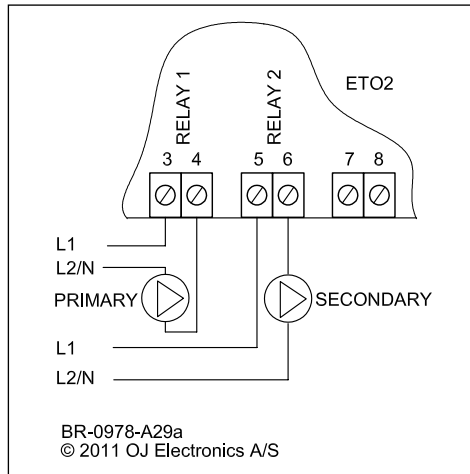 ETO2
RELAY 1
RELAY 2
3 4 5 6 7 8
L1
L2/N
PRIMARY
SECONDARY
L1
L2/N
BR-0978-A29a
© 2011 OJ Electronics A/S